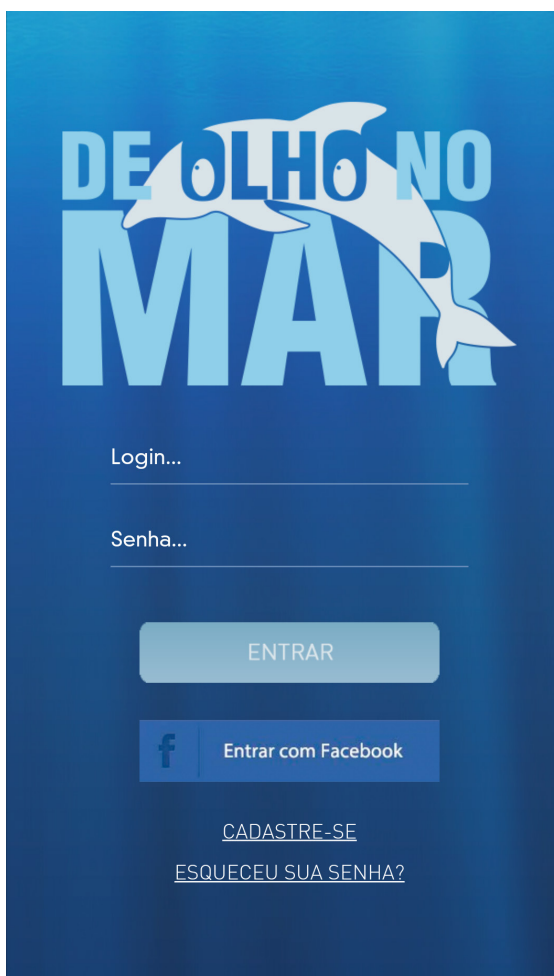 DE OLHO NO
MAR
Login...
Senha...
ENTRAR
f Entrar com Facebook
CADASTRE-SE
ESQUECEU SUA SENHA?